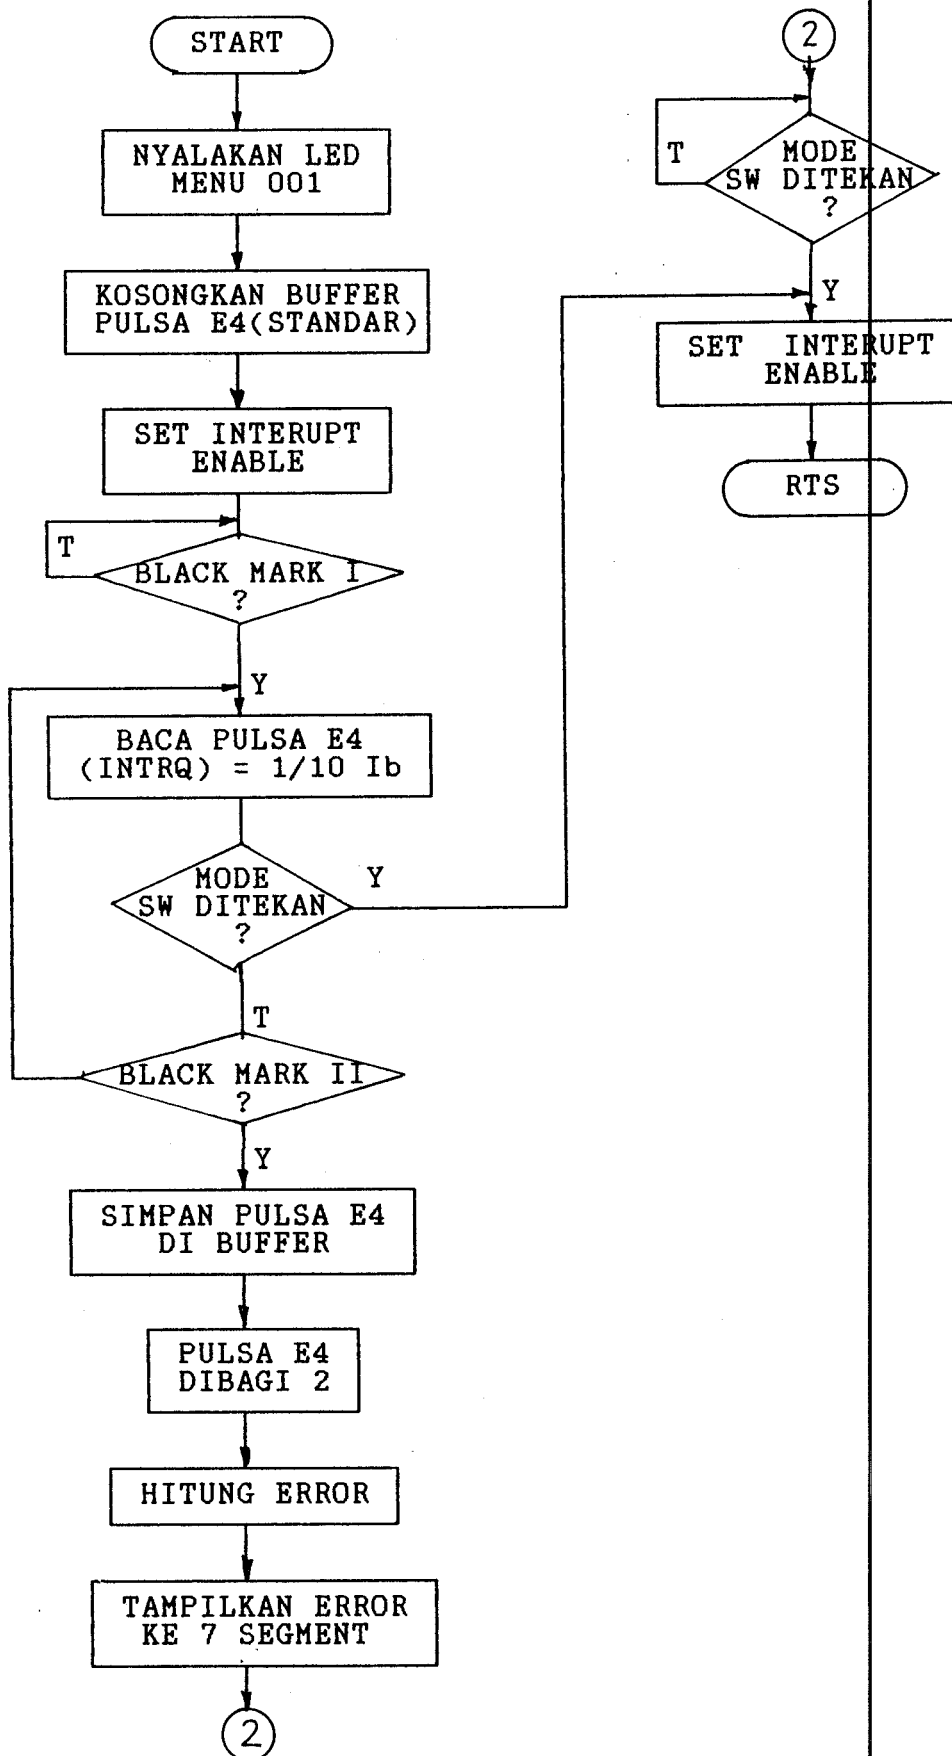 START
NYALAKAN LED
MENU 001
KOSONGKAN BUFFER
PULSA E4(STANDAR)
SET INTERUPT
ENABLE
T
BLACK MARK I
?
Y
BACA PULSA E4
(INTRQ) = 1/10 Ib
MODE
SW DITEKAN
?
Y
T
BLACK MARK II
?
Y
SIMPAN PULSA E4
DI BUFFER
PULSA E4
DIBAGI 2
HITUNG ERROR
TAMPILKAN ERROR
KE 7 SEGMENT
2
2
T
MODE
SW DITEKAN
?
Y
SET INTERUPT
ENABLE
RTS